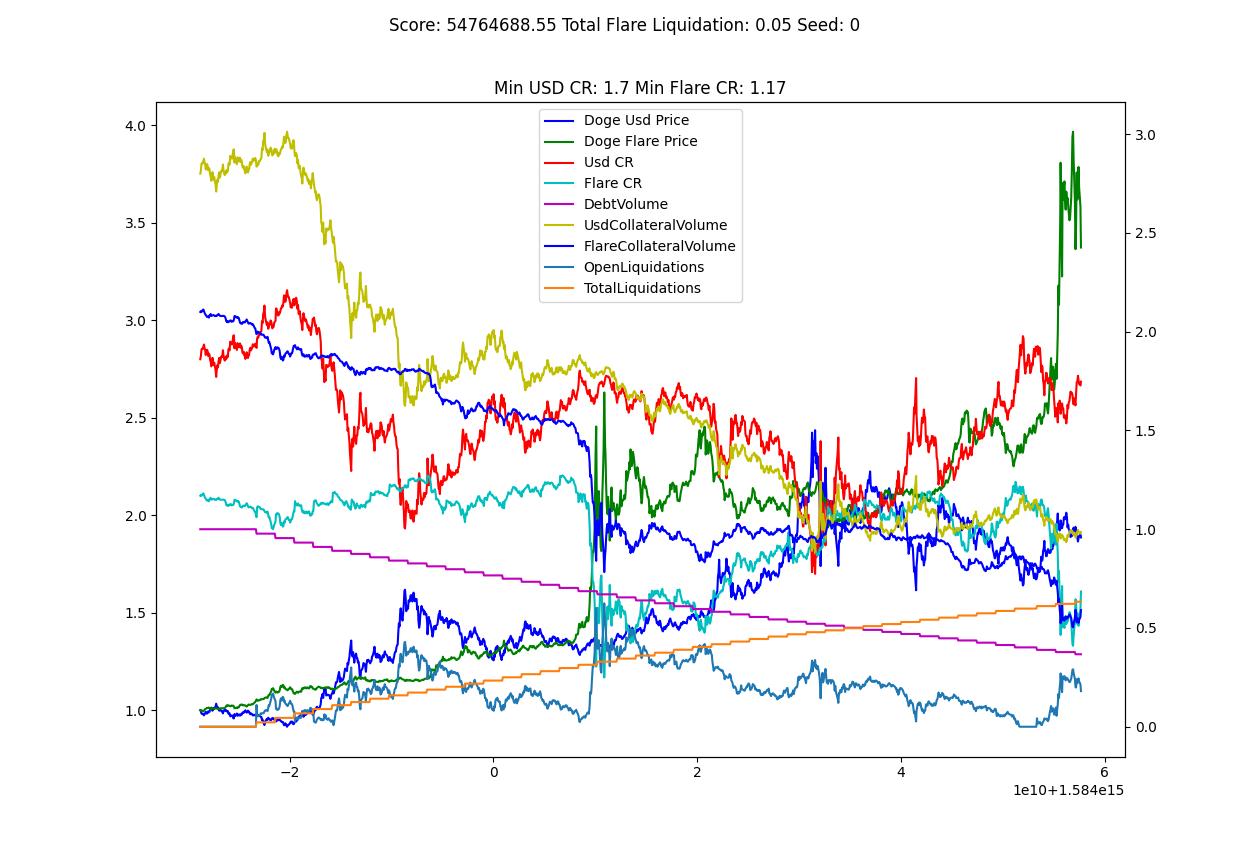 Score: 54764688.55 Total Flare Liquidation: 0.05 Seed: 0
Min USD CR: 1.7 Min Flare CR: 1.17
Doge Usd Price
Doge Flare Price
Usd CR
Flare CR
DebtVolume
UsdCollateralVolume
FlareCollateralVolume
OpenLiquidations
TotalLiquidations
4.0
3.5
3.0
2.5
2.0
1.5
1.0
3.0
2.5
2.0
1.5
1.0
0.5
0.0
−2 0 2 4 6
1e10+1.584e15